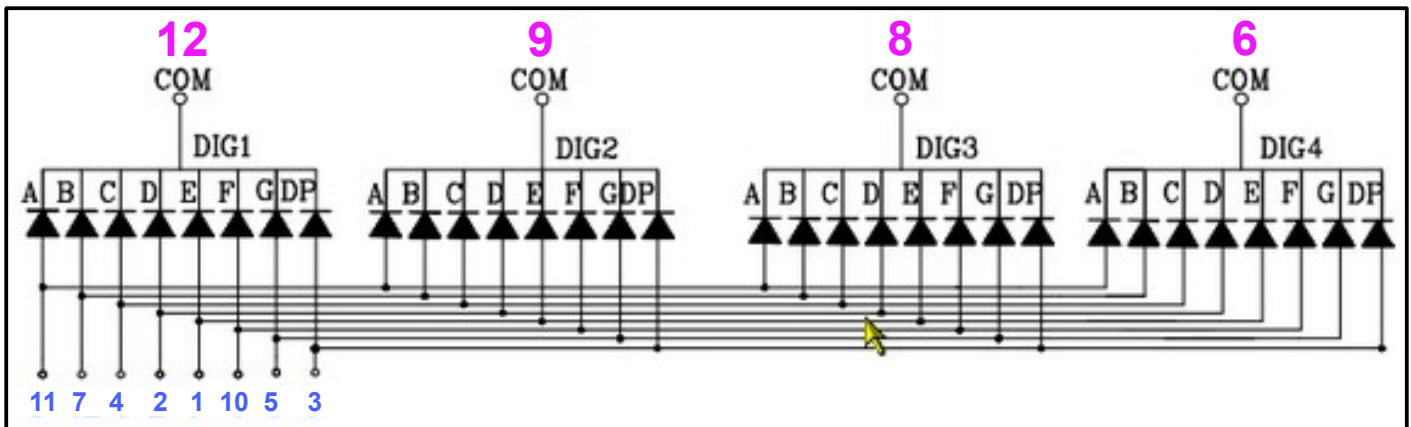 12 9 8 6
COM COM COM COM
DIG1 DIG2 DIG3 DIG4
A B C D E F G DP A B C D E F G DP A B C D E F G DP A B C D E F G DP
11 7 4 2 1 10 5 3